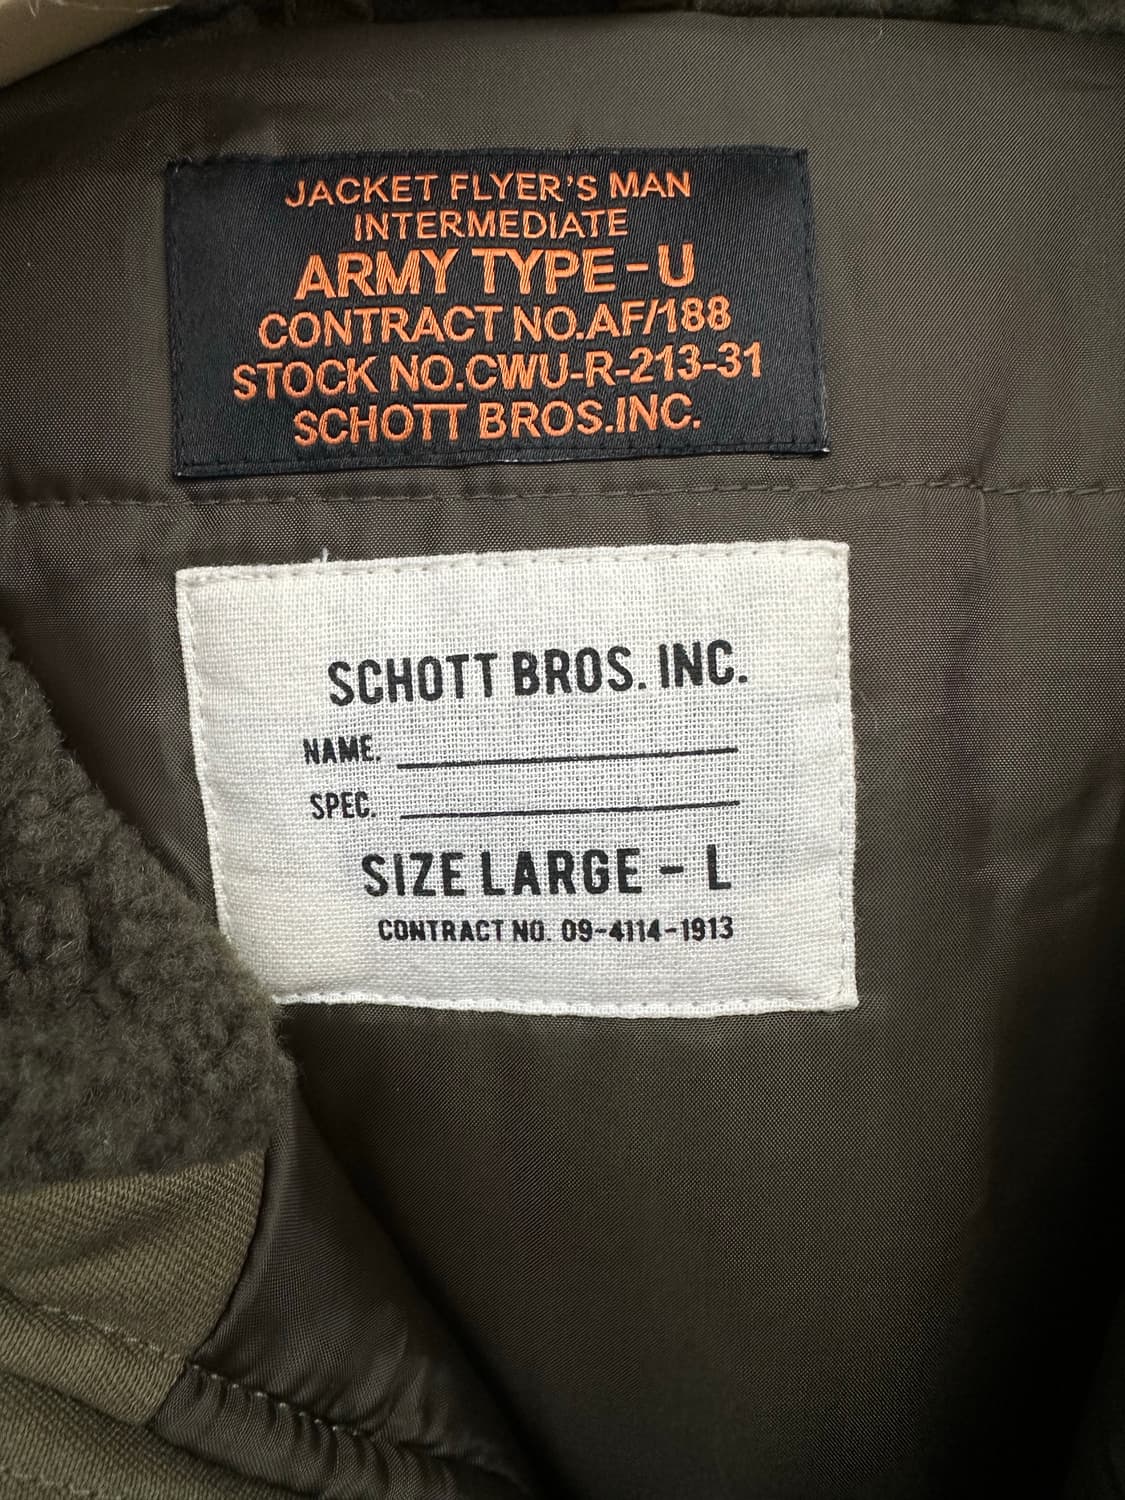 JACKET FLYER'S MAN
INTERMEDIATE
ARMY TYPE-U
CONTRACT NO.AF/188
STOCK NO.CWU-R-213-31
SCHOTT BROS.INC.
SCHOTT BROS. INC.
NAME.
SPEC.
SIZE LARGE - L
CONTRACT NO. 09-4114-1913